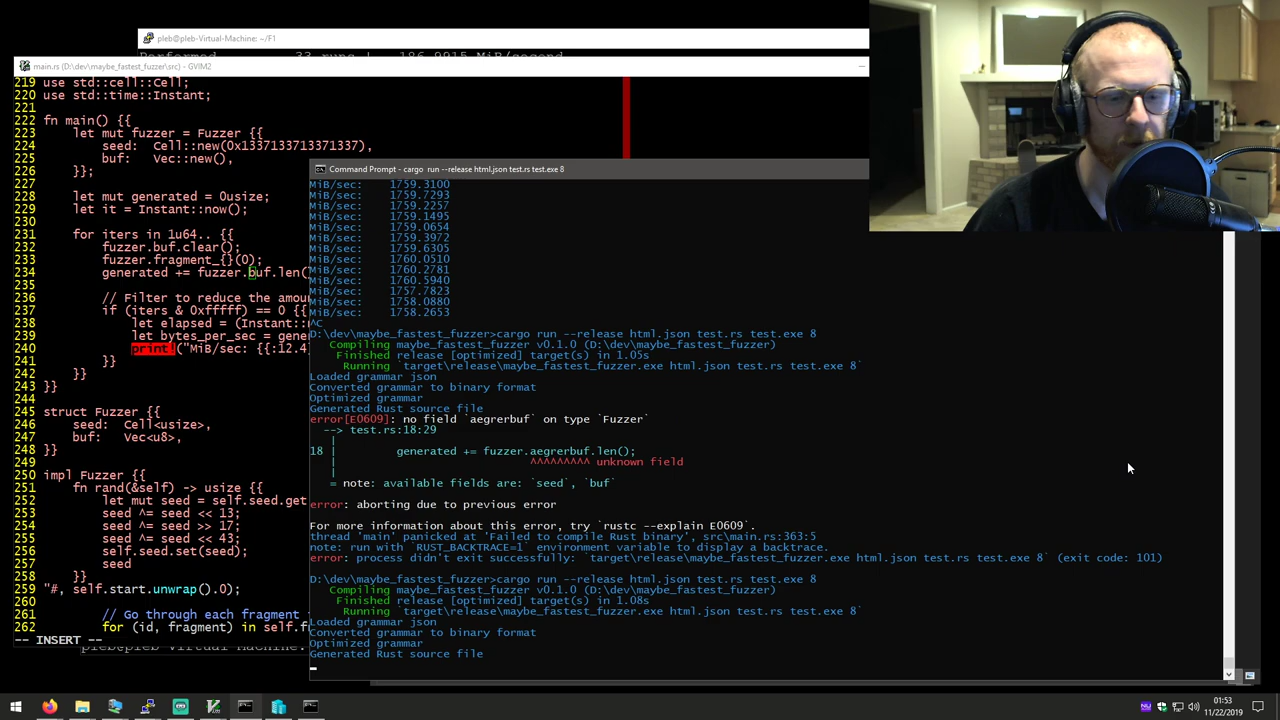 pleb@pleb-Virtual-Machine: ~/F1
Performed 33 runs ! 186.9915 MiB/second
main.rs (D:\dev\maybe_fastest_fuzzer\src) - GVIM2
219 use std::cell::Cell;
220 use std::time::Instant;
221
222 fn main() {{
223 let mut fuzzer = Fuzzer {{
224 seed: Cell::new(0x1337133713371337),
225 buf: Vec::new(),
226 }};
227
228 let mut generated = 0usize;
229 let it = Instant::now();
230
231 for iters in 1u64.. {{
232 fuzzer.buf.clear();
233 fuzzer.fragment_{}(0);
234 generated += fuzzer.buf.len(
235
236 // Filter to reduce the amou
237 if (iters & 0xfffff) == 0 {{
238 let elapsed = (Instant::
239 let bytes_per_sec = gene
240 print!("MiB/sec: {{:12.4
241 }}
242 }}
243 }}
244
245 struct Fuzzer {{
246 seed: Cell<usize>,
247 buf: Vec<u8>,
248 }}
249
250 impl Fuzzer {{
251 fn rand(&self) -> usize {{
252 let mut seed = self.seed.get
253 seed ^= seed << 13;
254 seed ^= seed >> 17;
255 seed ^= seed << 43;
256 self.seed.set(seed);
257 seed
258 }}
259 "#, self.start.unwrap().0);
260
261 // Go through each fragment
262 for (id, fragment) in self.f
-- INSERT --
pleb@pleb-Virtual-Machine:
Command Prompt - cargo run --release html.json test.rs test.exe 8
MiB/sec: 1759.3100
MiB/sec: 1759.7293
MiB/sec: 1759.2257
MiB/sec: 1759.1495
MiB/sec: 1759.0654
MiB/sec: 1759.3972
MiB/sec: 1759.6305
MiB/sec: 1760.0510
MiB/sec: 1760.2781
MiB/sec: 1760.5940
MiB/sec: 1757.7823
MiB/sec: 1758.0880
MiB/sec: 1758.2653
^C
D:\dev\maybe_fastest_fuzzer>cargo run --release html.json test.rs test.exe 8
Compiling maybe_fastest_fuzzer v0.1.0 (D:\dev\maybe_fastest_fuzzer)
Finished release [optimized] target(s) in 1.05s
Running `target\release\maybe_fastest_fuzzer.exe html.json test.rs test.exe 8`
Loaded grammar json
Converted grammar to binary format
Optimized grammar
Generated Rust source file
error[E0609]: no field `aegrerbuf` on type `Fuzzer`
--> test.rs:18:29
|
18 | generated += fuzzer.aegrerbuf.len();
| ^^^^^^^^^ unknown field
|
= note: available fields are: `seed`, `buf`
error: aborting due to previous error
For more information about this error, try `rustc --explain E0609`.
thread 'main' panicked at 'Failed to compile Rust binary', src\main.rs:363:5
note: run with `RUST_BACKTRACE=1` environment variable to display a backtrace.
error: process didn't exit successfully: `target\release\maybe_fastest_fuzzer.exe html.json test.rs test.exe 8` (exit code: 101)
D:\dev\maybe_fastest_fuzzer>cargo run --release html.json test.rs test.exe 8
Compiling maybe_fastest_fuzzer v0.1.0 (D:\dev\maybe_fastest_fuzzer)
Finished release [optimized] target(s) in 1.08s
Running `target\release\maybe_fastest_fuzzer.exe html.json test.rs test.exe 8`
Loaded grammar json
Converted grammar to binary format
Optimized grammar
Generated Rust source file
01:53
11/22/2019